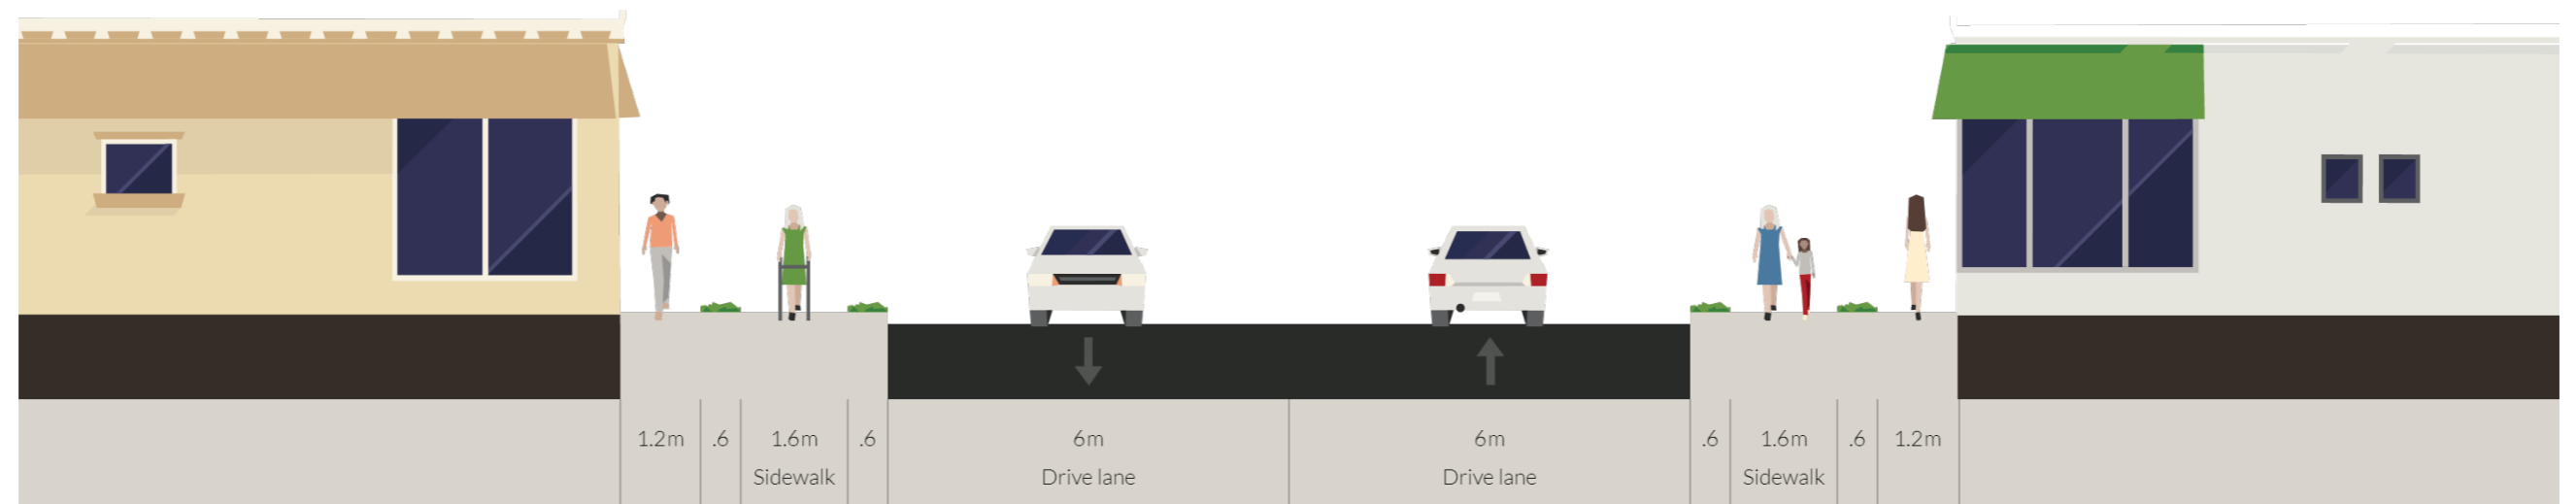 1.2m .6 1.6m .6 6m 6m .6 1.6m .6 1.2m
Sidewalk Drive lane Drive lane Sidewalk